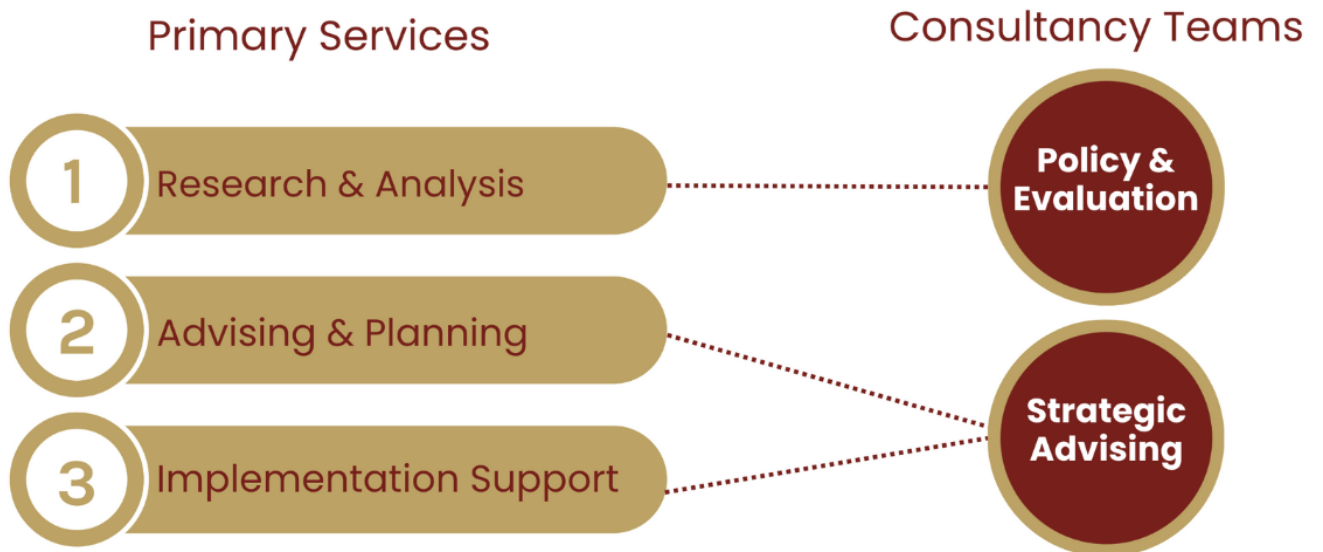 Primary Services
Consultancy Teams
1
Research & Analysis
2
Advising & Planning
3
Implementation Support
Policy &
Evaluation
Strategic
Advising